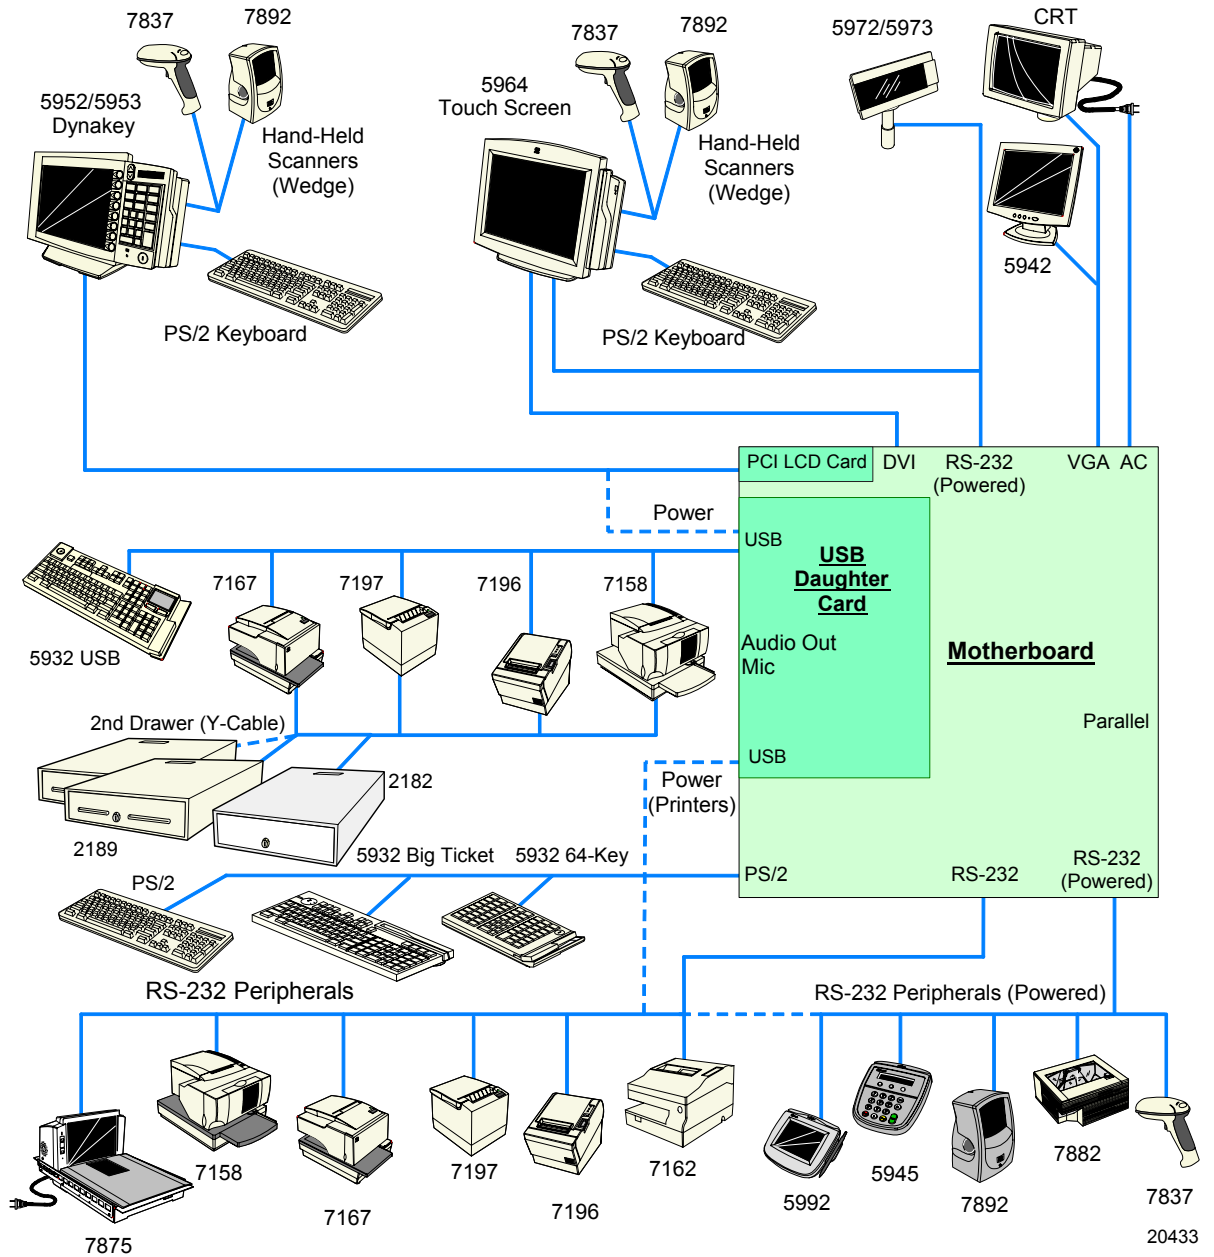 7837
7892
7837
7892
5972/5973
CRT
5952/5953
Dynakey
5964
Touch Screen
Hand-Held
Scanners
(Wedge)
Hand-Held
Scanners
(Wedge)
5942
PS/2 Keyboard
PS/2 Keyboard
PCI LCD Card
DVI
RS-232
(Powered)
VGA
AC
Power
USB
USB
Daughter
Card
7167
7197
7196
7158
5932 USB
Audio Out
Mic
Motherboard
2nd Drawer (Y-Cable)
Parallel
USB
Power
(Printers)
2182
2189
5932 Big Ticket
5932 64-Key
PS/2
PS/2
RS-232
RS-232
(Powered)
RS-232 Peripherals
RS-232 Peripherals (Powered)
7158
7167
7197
7196
7162
5992
5945
7892
7882
7837
7875
20433